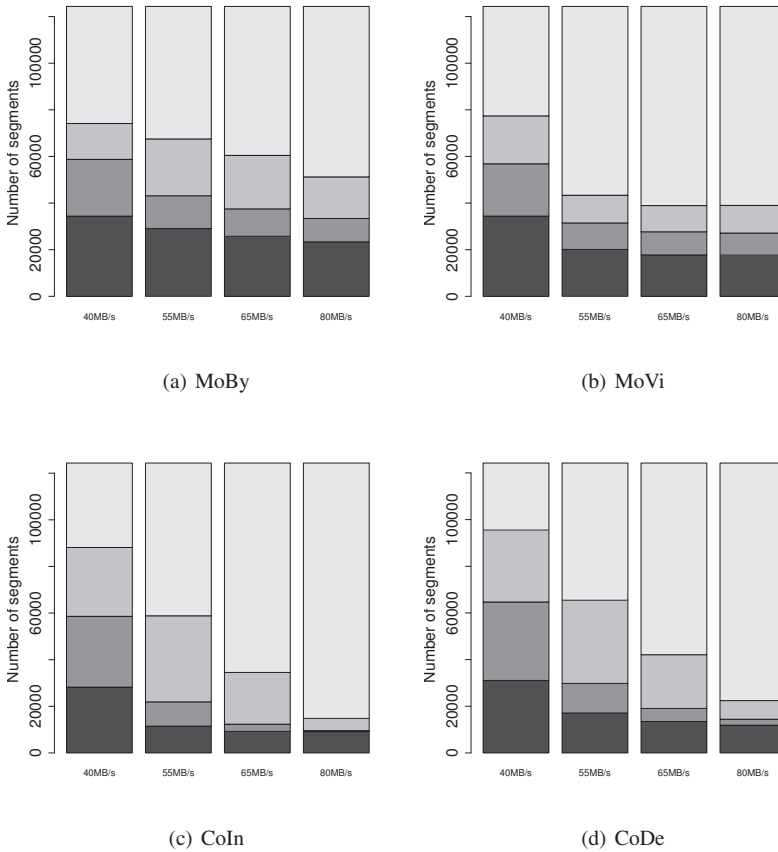 Number of segments
100000
60000
20000
0
40MB/s 55MB/s 65MB/s 80MB/s
(a) MoBy
Number of segments
100000
60000
20000
0
40MB/s 55MB/s 65MB/s 80MB/s
(b) MoVi
Number of segments
100000
60000
20000
0
40MB/s 55MB/s 65MB/s 80MB/s
(c) CoIn
Number of segments
100000
60000
20000
0
40MB/s 55MB/s 65MB/s 80MB/s
(d) CoDe